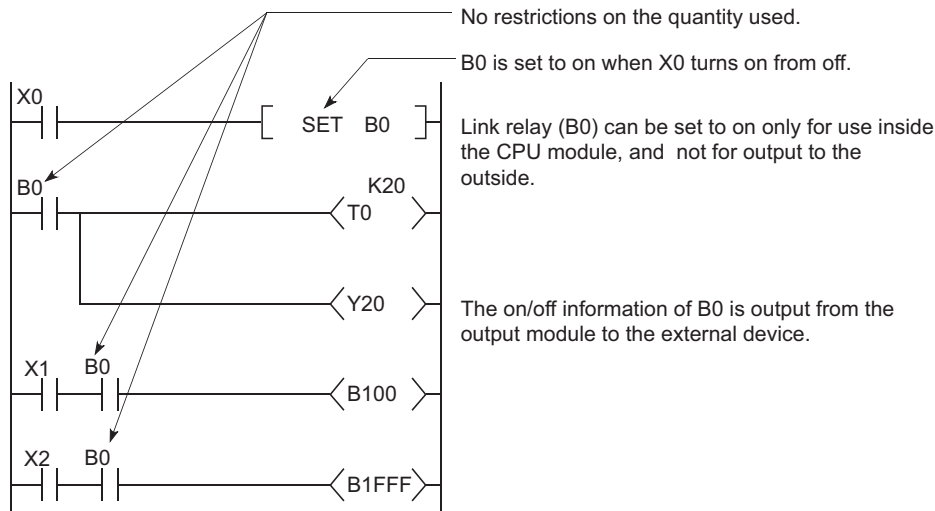 No restrictions on the quantity used.
B0 is set to on when X0 turns on from off.
X0
SET B0
Link relay (B0) can be set to on only for use inside
the CPU module, and not for output to the
outside.
B0
K20
T0
Y20
The on/off information of B0 is output from the
output module to the external device.
X1 B0
B100
X2 B0
B1FFF